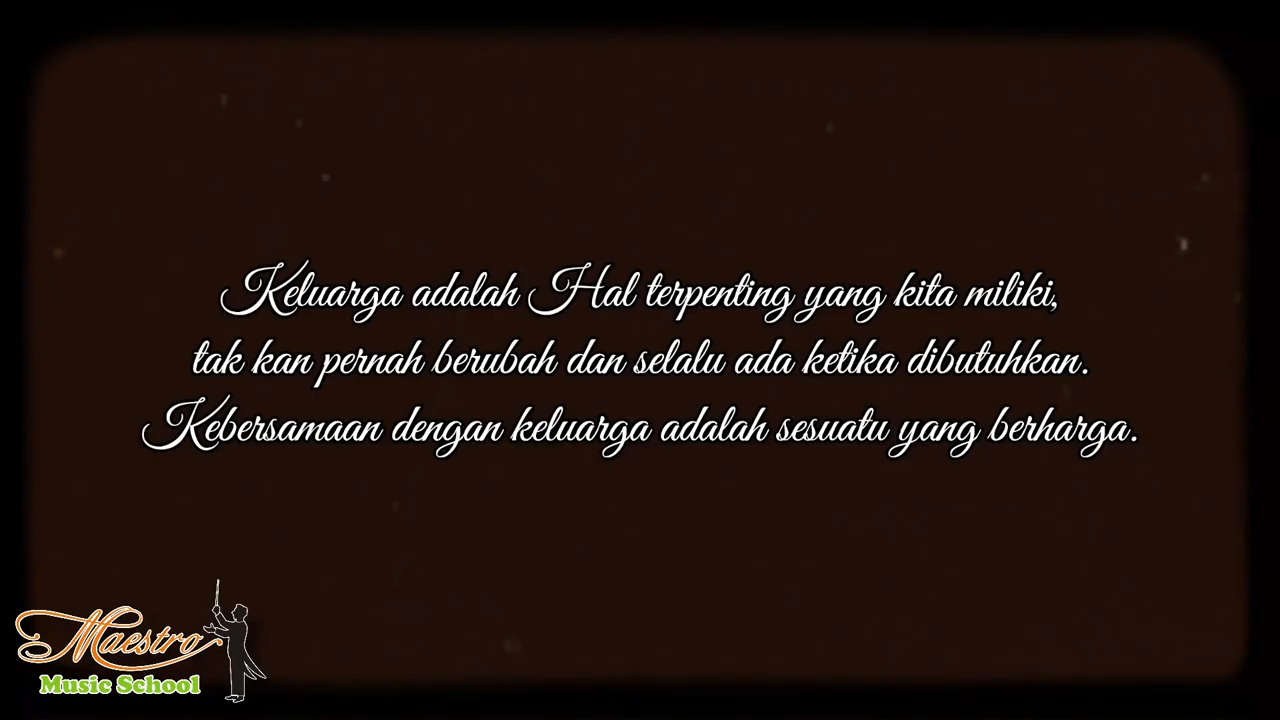 Keluarga adalah Hal terpenting yang kita miliki,
tak kan pernah berubah dan selalu ada ketika dibutuhkan.
Kebersamaan dengan keluarga adalah sesuatu yang berharga.
Maestro
Music School